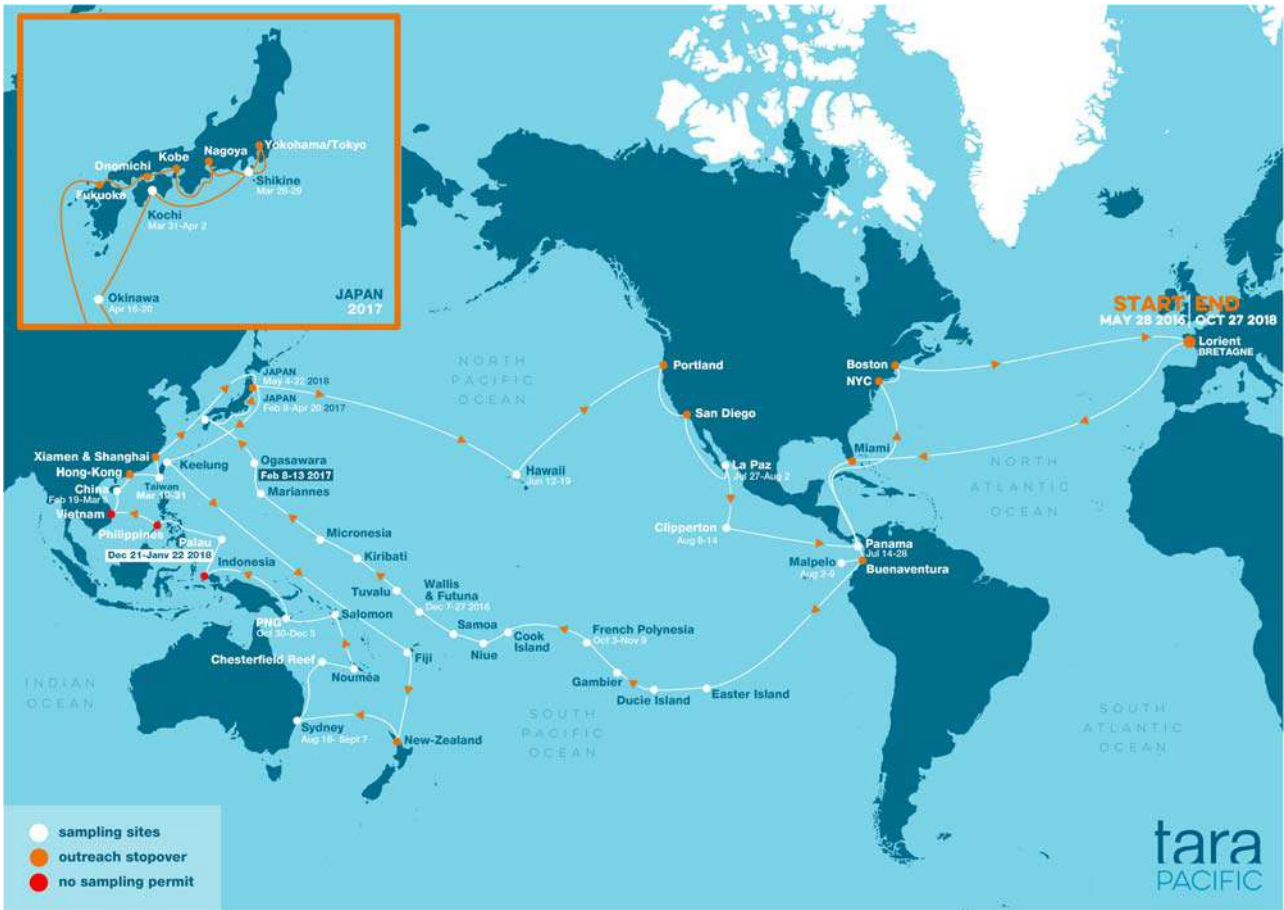 Yokohama/Tokyo
Nagoya
Kobe
Onomichi
Fukuoka
Shikine
Mar 28-29
Kochi
Mar 31-Apr 2
Okinawa
Apr 16-20
JAPAN
2017
START
MAY 28 2016
END
OCT 27 2018
Lorient
BRETAGNE
NORTH
PACIFIC
OCEAN
Portland
Boston
NYC
San Diego
Miami
JAPAN
May 4-22 2018
JAPAN
Feb 8-Apr 20 2017
Xiamen & Shanghai
Keelung
Hong-Kong
Taiwan
Mar 19-31
China
Feb 19-Mar 5
Vietnam
Philippines
Palau
Dec 21-Janv 22 2018
Indonesia
Ogasawara
Feb 8-13 2017
Mariannes
Micronesia
Kiribati
Tuvalu
Wallis
& Futuna
Dec 7-27 2016
Hawaii
Jun 12-19
La Paz
Jul 27-Aug 2
Clipperton
Aug 9-14
Malpelo
Aug 2-6
Panama
Jul 14-28
Buenaventura
NORTH
ATLANTIC
OCEAN
PNG
Oct 30-Dec 5
Salomon
Samoa
Niue
Cook
Island
French Polynesia
Oct 3-Nov 9
Gambier
Ducie Island
Easter Island
Chesterfield Reef
Nouméa
Fiji
Sydney
Aug 18- Sept 7
New-Zealand
INDIAN
OCEAN
SOUTH
PACIFIC
OCEAN
SOUTH
ATLANTIC
OCEAN
sampling sites
outreach stopover
no sampling permit
tara
PACIFIC